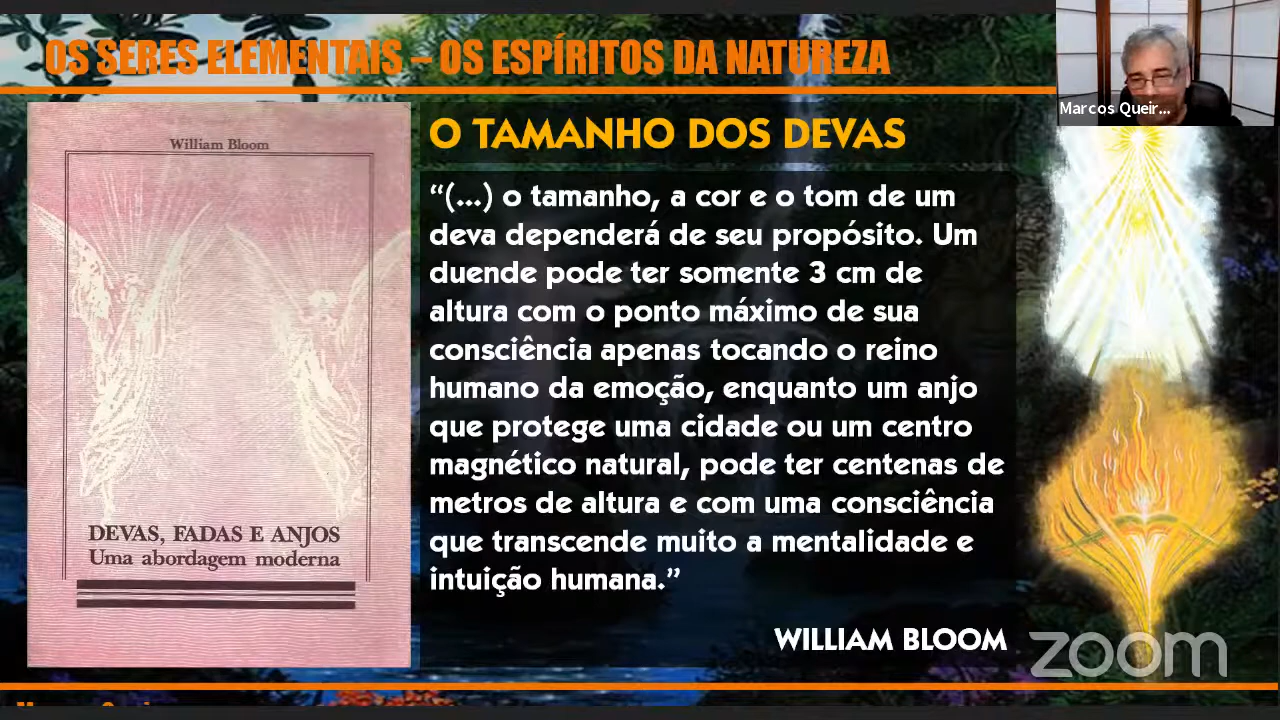 OS SERES ELEMENTAIS – OS ESPÍRITOS DA NATUREZA
Marcos Queir...
William Bloom
DEVAS, FADAS E ANJOS
Uma abordagem moderna
O TAMANHO DOS DEVAS
“(...) o tamanho, a cor e o tom de um
deva dependerá de seu propósito. Um
duende pode ter somente 3 cm de
altura com o ponto máximo de sua
consciência apenas tocando o reino
humano da emoção, enquanto um anjo
que protege uma cidade ou um centro
magnético natural, pode ter centenas de
metros de altura e com uma consciência
que transcende muito a mentalidade e
intuição humana.”
WILLIAM BLOOM
zoom